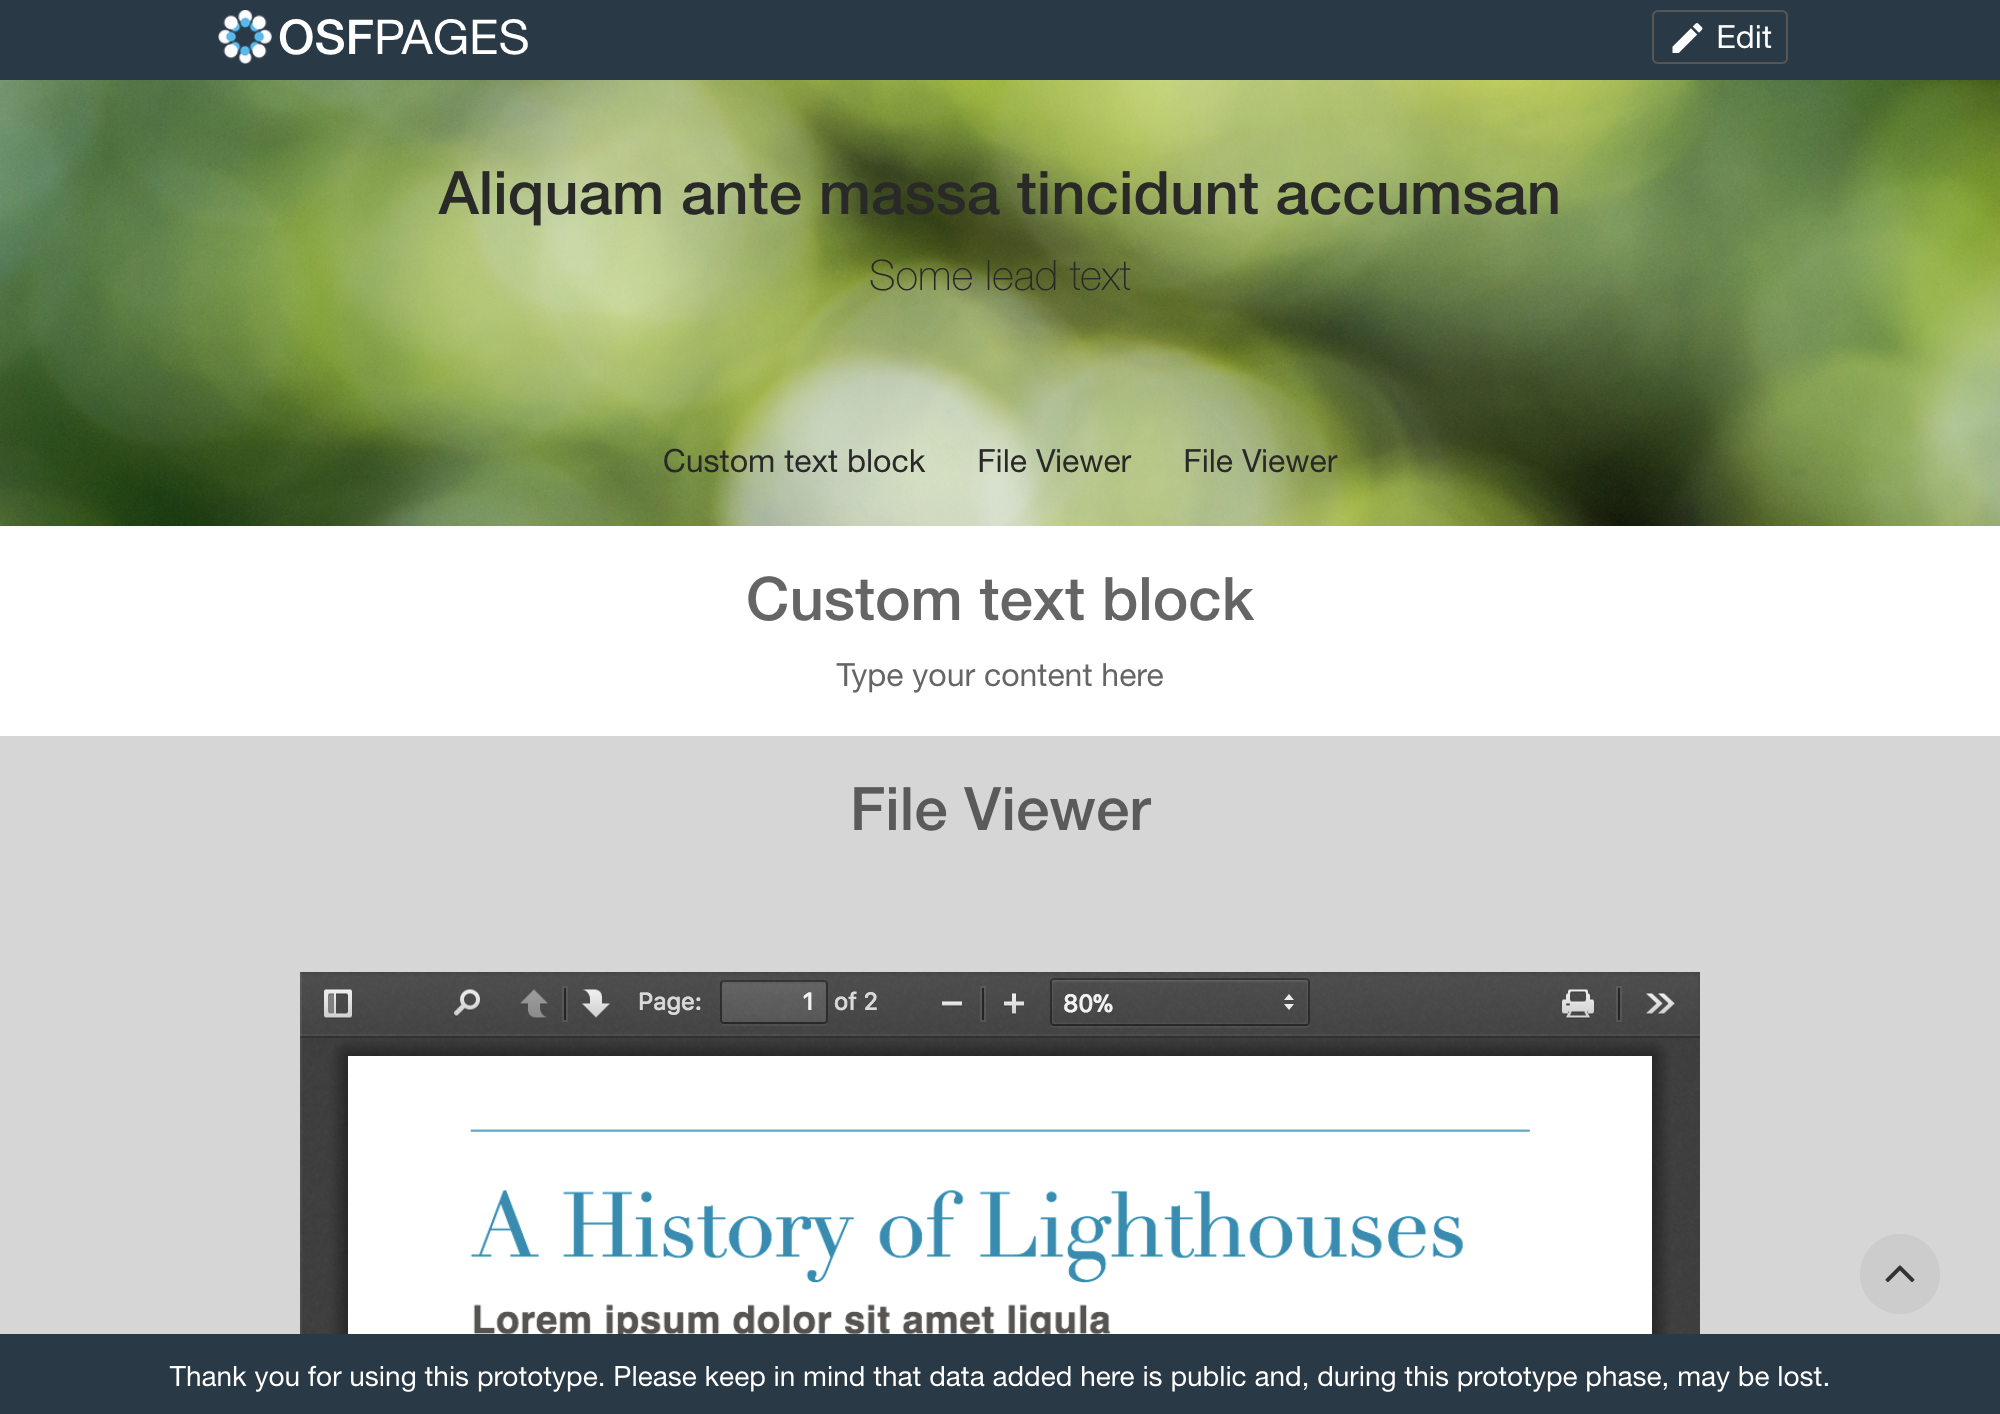 OSFPAGES
Edit
Aliquam ante massa tincidunt accumsan
Some lead text
Custom text block File Viewer File Viewer
Custom text block
Type your content here
File Viewer
Page: 1 of 2 80%
A History of Lighthouses
Lorem ipsum dolor sit amet ligula
Thank you for using this prototype. Please keep in mind that data added here is public and, during this prototype phase, may be lost.